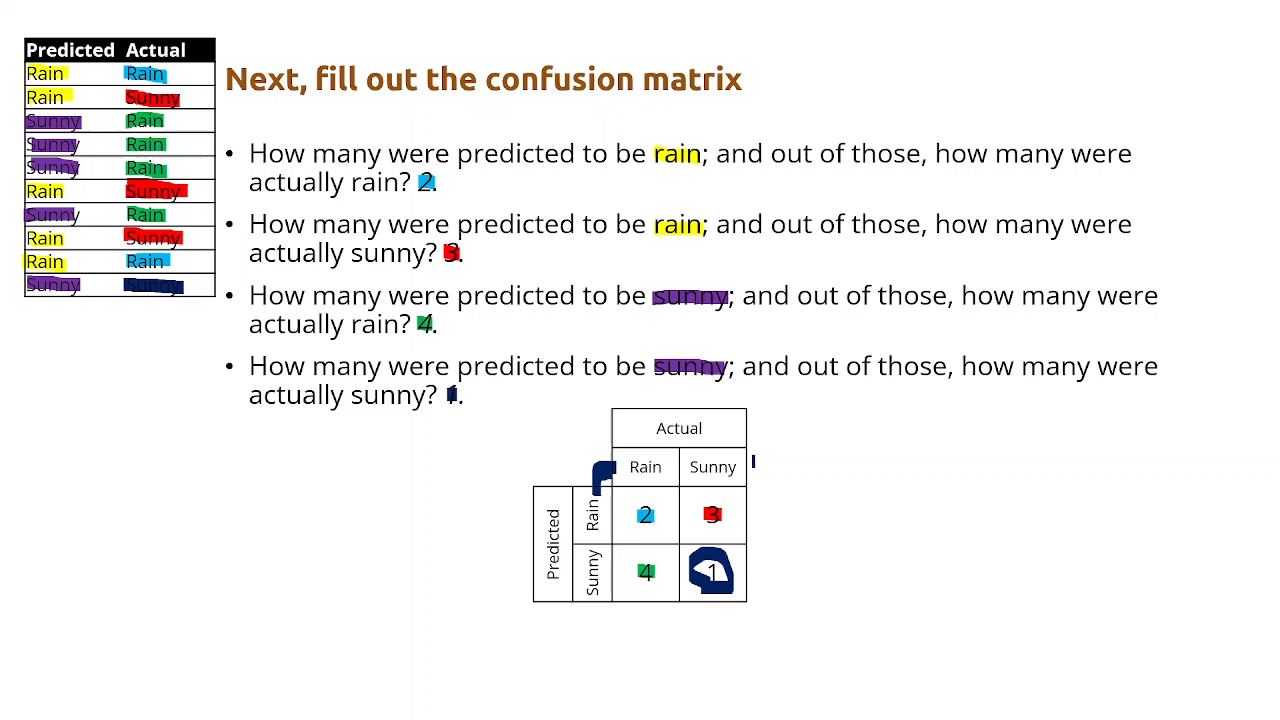 Predicted Actual
Rain Rain
Rain Sunny
Sunny Rain
Sunny Rain
Sunny Rain
Rain Sunny
Sunny Rain
Rain Sunny
Rain Rain
Sunny Sunny
Next, fill out the confusion matrix
• How many were predicted to be rain; and out of those, how many were
actually rain? 2.
• How many were predicted to be rain; and out of those, how many were
actually sunny? 3.
• How many were predicted to be sunny; and out of those, how many were
actually rain? 4.
• How many were predicted to be sunny; and out of those, how many were
actually sunny? 1.
Actual
Rain Sunny
Predicted
Rain 2 3
Sunny 4 1